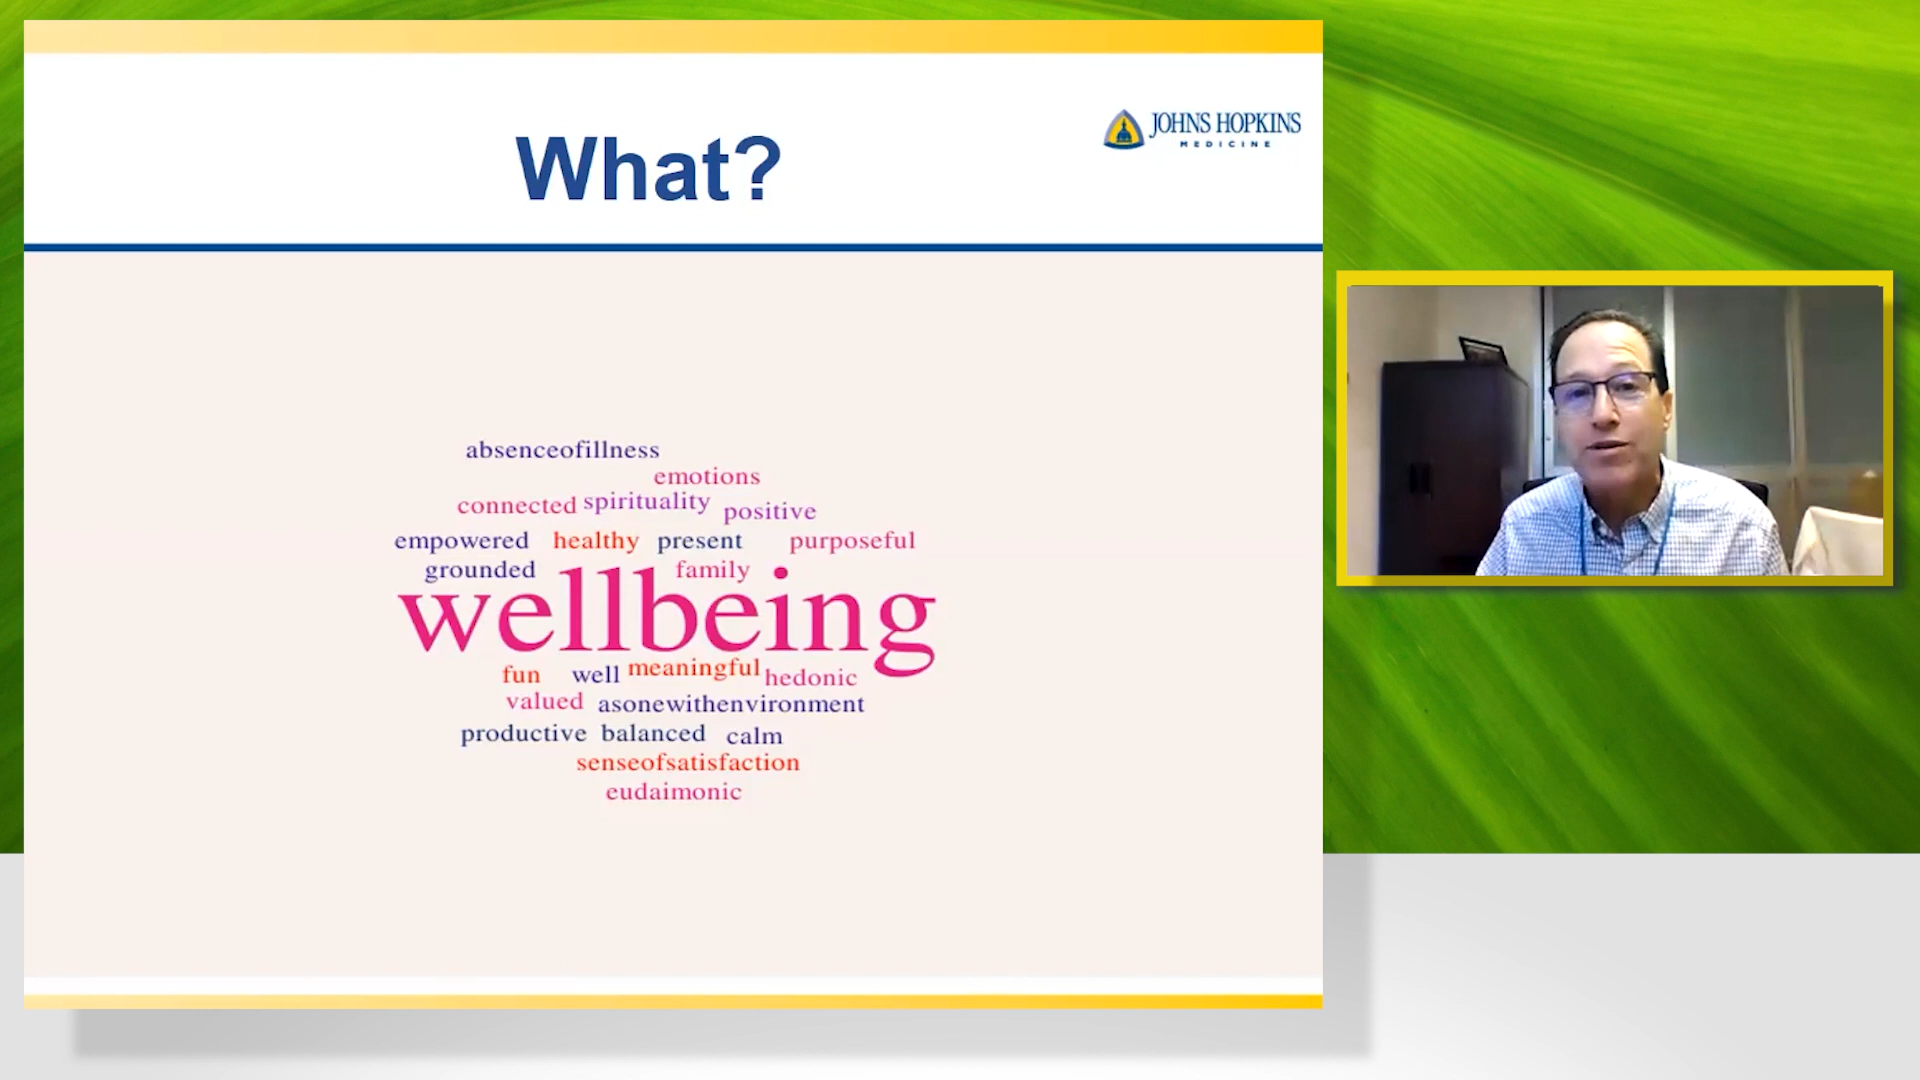 What?
JOHNS HOPKINS
MEDICINE
absenceofillness
emotions
connected spirituality positive
empowered healthy present purposeful
grounded family
wellbeing
fun well meaningful hedonic
valued asonewithenvironment
productive balanced calm
senseofsatisfaction
eudaimonic